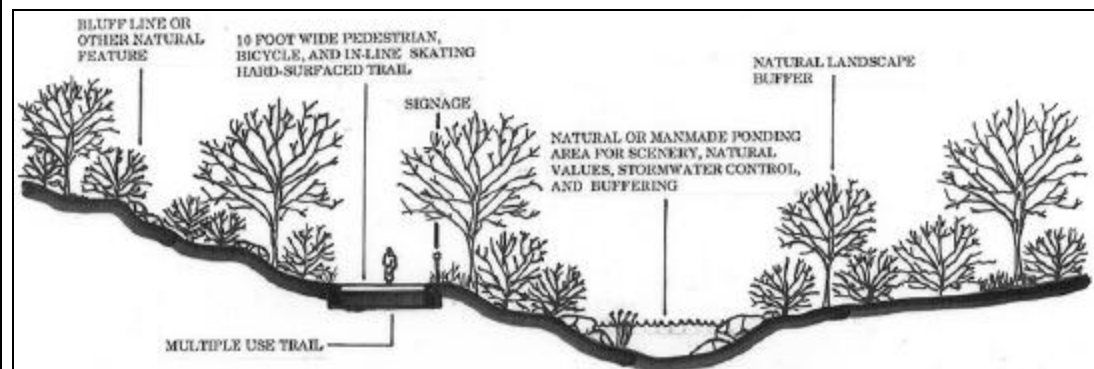 BLUFF LINE OR
OTHER NATURAL
FEATURE
10 FOOT WIDE PEDESTRIAN,
BICYCLE, AND IN-LINE SKATING
HARD-SURFACED TRAIL
SIGNAGE
NATURAL OR MANMADE PONDING
AREA FOR SCENERY, NATURAL
VALUES, STORMWATER CONTROL,
AND BUFFERING
NATURAL LANDSCAPE
BUFFER
MULTIPLE USE TRAIL